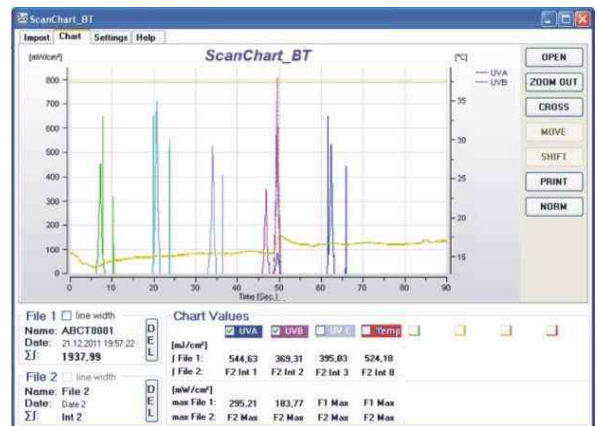 ScanChart_BT
Import Chart Settings Help
ScanChart_BT
[mW/cm²] [°C]
UVA
UVB
800
700
600
500
400
300
200
100
0
35
30
25
20
15
0 10 20 30 40 50 60 70 80 90
Time [Sec.]
OPEN
ZOOM OUT
CROSS
MOVE
SHIFT
PRINT
NORM
File 1 line width
Name: ABCT0001
Date: 21.12.2011 19:57:22
Σ∫: 1937,99
DEL
File 2 line width
Name: File 2
Date: Date 2
Σ∫: Int 2
DEL
Chart Values
UVA UVB UV C Temp
[mJ/cm²]
∫ File 1: 544,63 369,31 395,03 524,18
∫ File 2: F2 Int 1 F2 Int 2 F2 Int 3 F2 Int 8
[mW/cm²]
max File 1: 295,21 183,77 F1 Max F1 Max
max File 2: F2 Max F2 Max F2 Max F2 Max